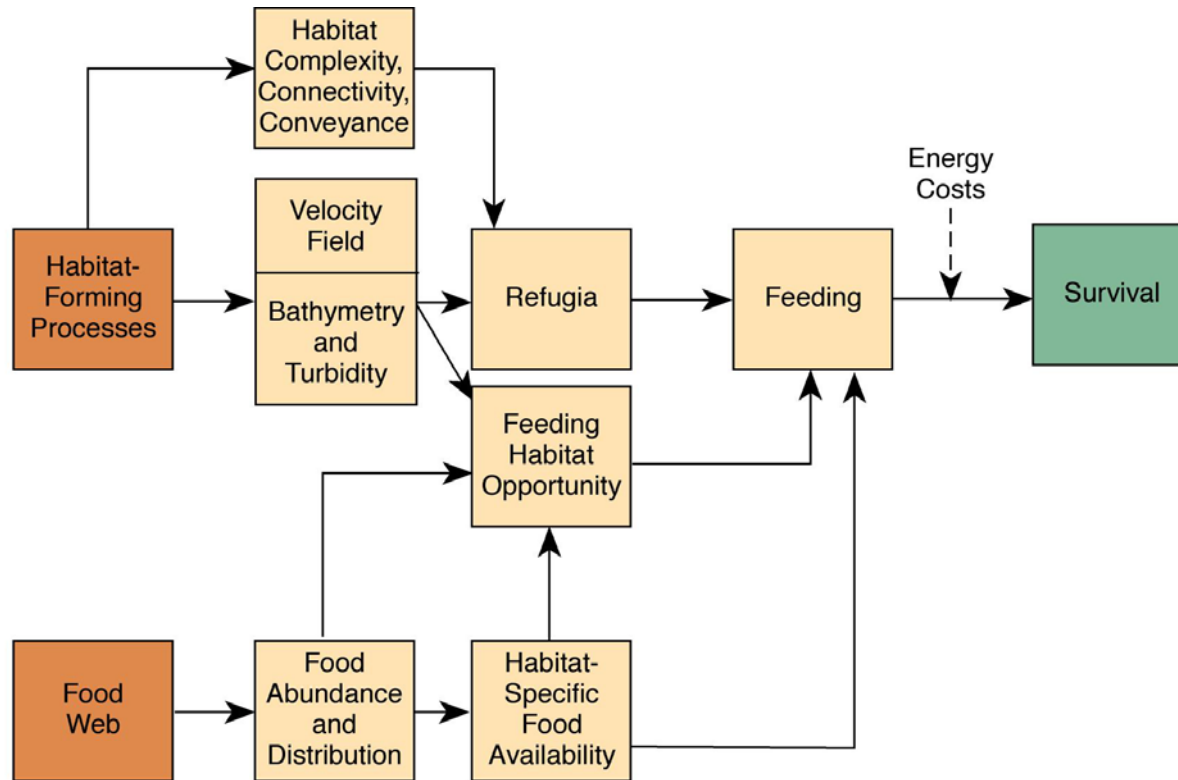 Habitat
Complexity,
Connectivity,
Conveyance
Velocity
Field
Habitat-
Forming
Processes
Bathymetry
and
Turbidity
Refugia
Feeding
Energy
Costs
Survival
Feeding
Habitat
Opportunity
Food
Web
Food
Abundance
and
Distribution
Habitat-
Specific
Food
Availability